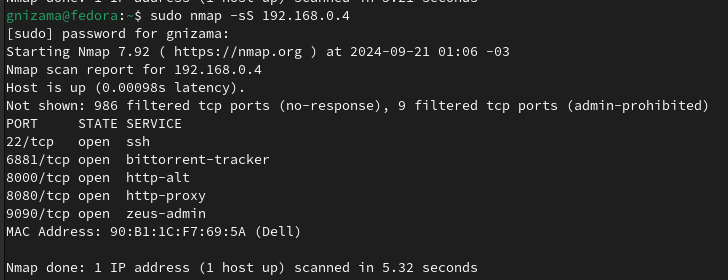 Nmap done: 1 IP address (1 host up) scanned in 5.21 seconds
gnizama@fedora:~$ sudo nmap -sS 192.168.0.4
[sudo] password for gnizama:
Starting Nmap 7.92 ( https://nmap.org ) at 2024-09-21 01:06 -03
Nmap scan report for 192.168.0.4
Host is up (0.00098s latency).
Not shown: 986 filtered tcp ports (no-response), 9 filtered tcp ports (admin-prohibited)
PORT     STATE SERVICE
22/tcp   open  ssh
6881/tcp open  bittorrent-tracker
8000/tcp open  http-alt
8080/tcp open  http-proxy
9090/tcp open  zeus-admin
MAC Address: 90:B1:1C:F7:69:5A (Dell)

Nmap done: 1 IP address (1 host up) scanned in 5.32 seconds